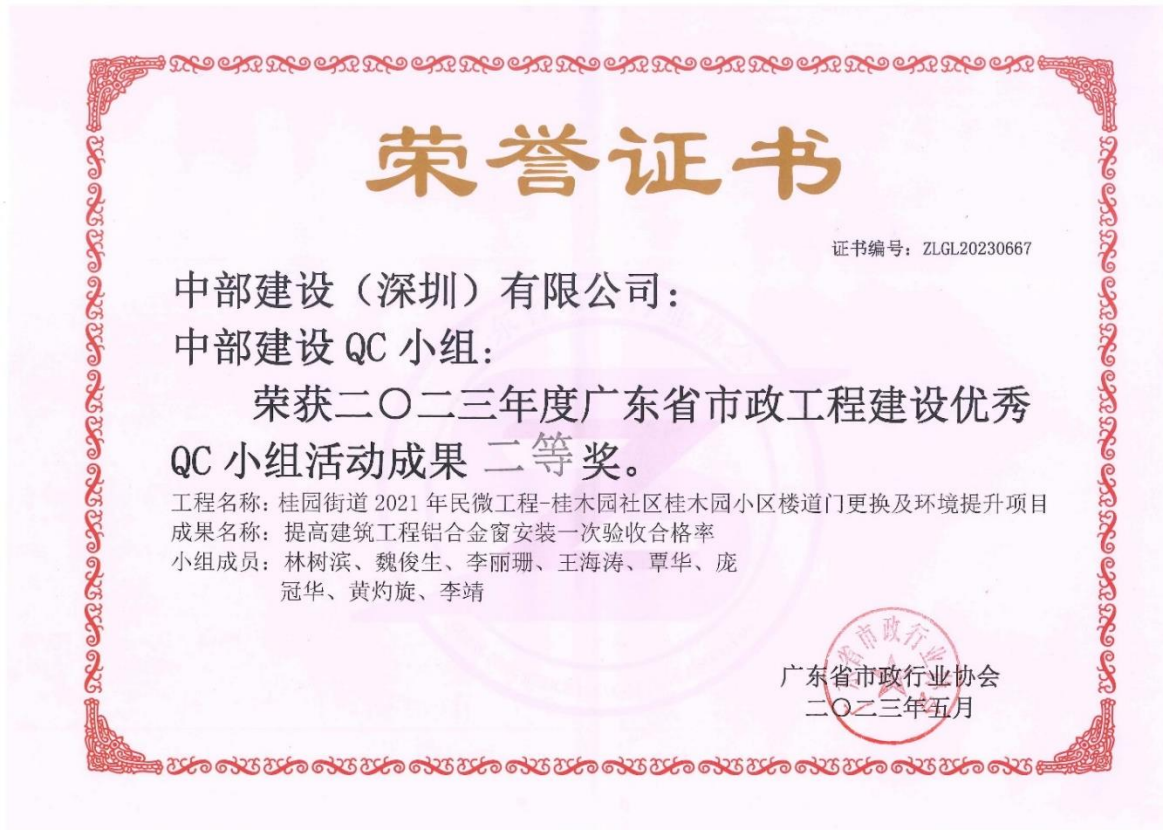 荣誉证书
证书编号：ZLGL20230667
中部建设（深圳）有限公司：
中部建设 QC 小组：
荣获二〇二三年度广东省市政工程建设优秀
QC 小组活动成果 二等 奖。
工程名称：桂园街道 2021 年民微工程-桂木园社区桂木园小区楼道门更换及环境提升项目
成果名称：提高建筑工程铝合金窗安装一次验收合格率
小组成员：林树滨、魏俊生、李丽珊、王海涛、覃华、庞
冠华、黄灼旋、李靖
广东省市政行业协会
二〇二三年五月